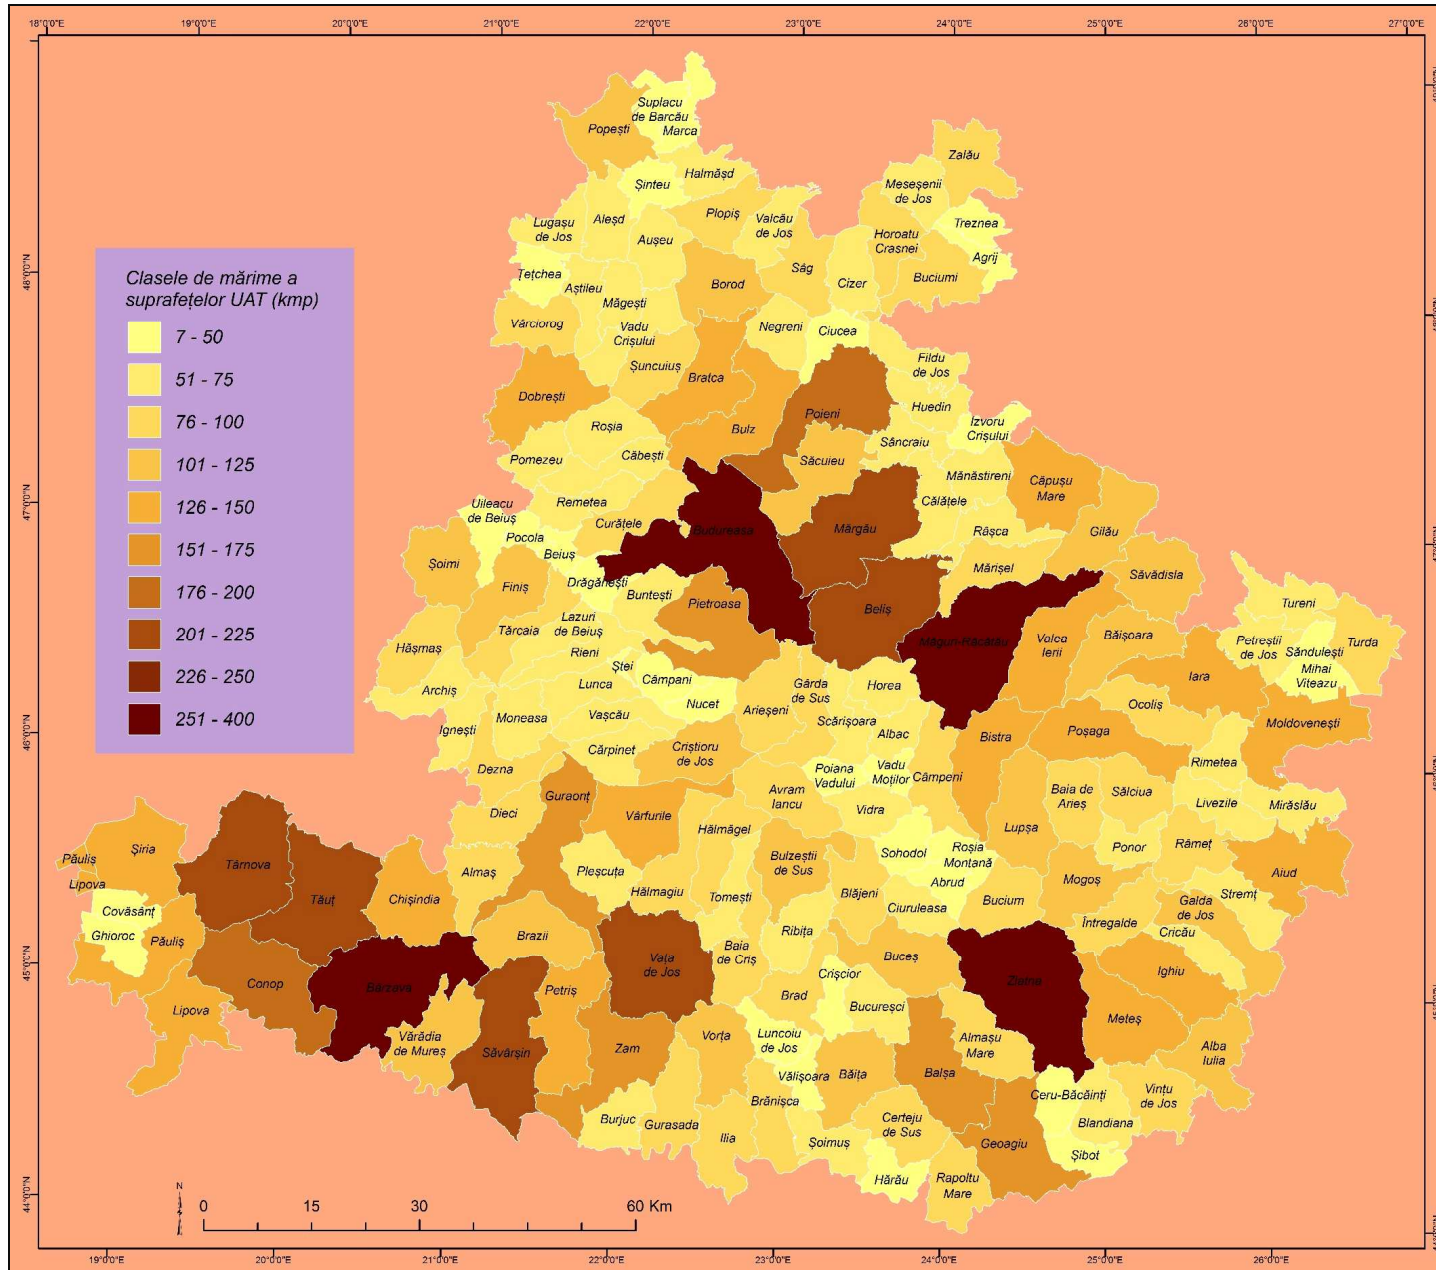 18°0'0"E
19°0'0"E
20°0'0"E
21°0'0"E
22°0'0"E
23°0'0"E
24°0'0"E
25°0'0"E
26°0'0"E
27°0'0"E
Suplacu
de Barcău
Marca
Popești
Zalău
Halmășd
Șinteu
Meseșenii
de Jos
Plopiș
Valcău
de Jos
Aleșd
Lugașu
de Jos
Treznea
Aușeu
Horoatu
Crasnei
Agrij
48°0'0"N
Țețchea
Săg
Buciumi
Cizer
Borod
Aștileu
Măgești
Clasele de mărime a
suprafețelor UAT (kmp)
7 - 50
51 - 75
76 - 100
101 - 125
126 - 150
151 - 175
176 - 200
201 - 225
226 - 250
251 - 400
Vârciorog
Vadu
Crișului
Negreni
Ciucea
Fildu
de Jos
Șuncuiuș
Bratca
Dobrești
Huedin
Poieni
Izvoru
Crișului
Roșia
Bulz
Sâncraiu
Căbești
Pomezeu
Săcuieu
Mănăstireni
Căpușu
Mare
47°0'0"N
Remetea
Călățele
Uileacu
de Beiuș
Curățele
Budureasa
Mărgău
Râșca
Gilău
Pocola
Beiuș
Șoimi
Mărișel
Săvădisla
Drăgănești
Finiș
Buntești
Pietroasa
Beliș
Tureni
Lazuri
de Beiuș
Tărcaia
Măguri-Răcătău
Valea
Ierii
Băișoara
Petreștii
de Jos
Turda
Săndulești
Mihai
Viteazu
Hășmaș
Rieni
Ștei
Câmpani
Iara
Archiș
Lunca
Gârda
de Sus
Horea
Nucet
Ocoliș
Arieșeni
Scărișoara
Moneasa
Vașcău
Ignești
Albac
Bistra
Poșaga
Moldovenești
46°0'0"N
Cărpinet
Criștioru
de Jos
Rimetea
Dezna
Poiana
Vadului
Vadu
Moților
Câmpeni
Guraonț
Avram
Iancu
Baia de
Arieș
Sălciua
Livezile
Mirăslău
Dieci
Vârfurile
Vidra
Hălmăgel
Lupșa
Șiria
Păuliș
Târnova
Pleșcuța
Bulzeștii
de Sus
Sohodol
Roșia
Montană
Ponor
Râmeț
Almaș
Aiud
Lipova
Hălmagiu
Abrud
Mogoș
Tăuț
Chișindia
Tomești
Blăjeni
Bucium
Stremț
Covăsânț
Ciuruleasa
Galda
de Jos
Întregalde
Cricău
Ghioroc
Păuliș
Brazii
Ribița
Baia
de Criș
45°0'0"N
Vața
de Jos
Buceș
Ighiu
Crișcior
Conop
Bârzava
Petriș
Brad
Zlatna
București
Lipova
Meteș
Vărădia
de Mureș
Vorța
Luncoiu
de Jos
Almașu
Mare
Alba
Iulia
Săvârșin
Zam
Vălișoara
Băița
Balșa
Ceru-Băcăinți
Vințu
de Jos
Brănișca
Burjuc
Gurasada
Certeju
de Sus
Blandiana
Ilia
Șoimuș
Geoagiu
Șibot
Hărău
Rapoltu
Mare
44°0'0"N
N
0
15
30
60 Km
19°0'0"E
20°0'0"E
21°0'0"E
22°0'0"E
23°0'0"E
24°0'0"E
25°0'0"E
26°0'0"E